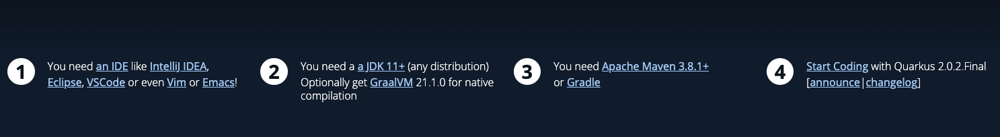 1
You need an IDE like IntelliJ IDEA,
Eclipse, VSCode or even Vim or Emacs!
2
You need a a JDK 11+ (any distribution)
Optionally get GraalVM 21.1.0 for native
compilation
3
You need Apache Maven 3.8.1+
or Gradle
4
Start Coding with Quarkus 2.0.2.Final
[announce|changelog]